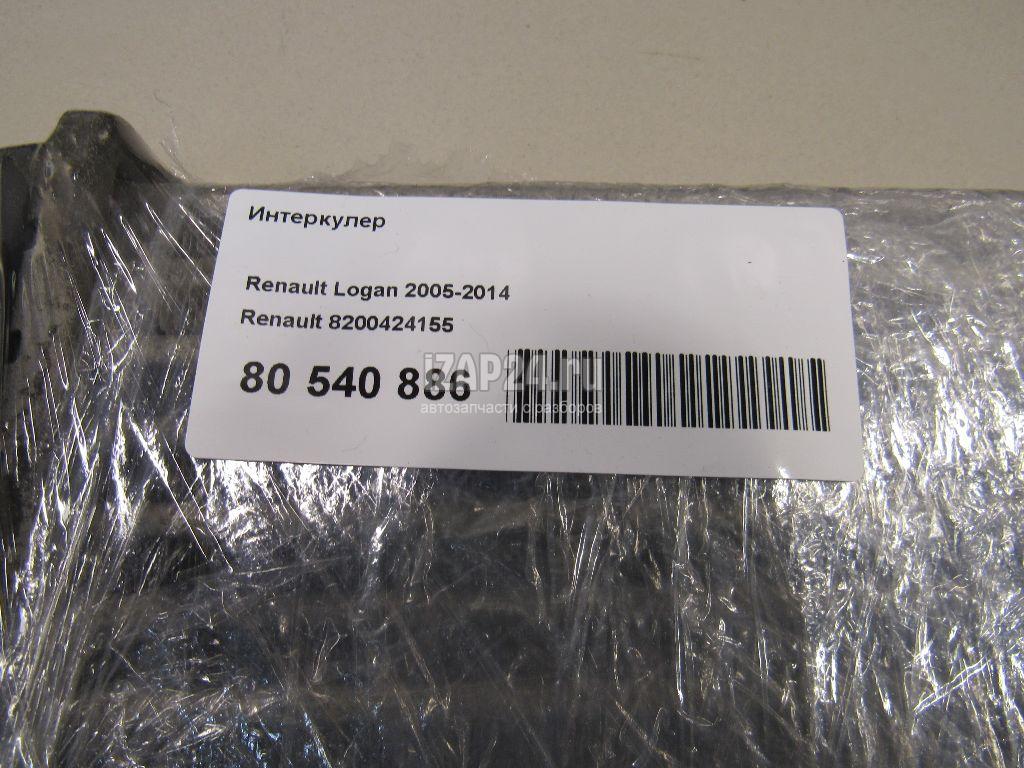 Интеркулер
Renault Logan 2005-2014
Renault 8200424155
80 540 886
iZAP24.ru
автозапчасти с разборов